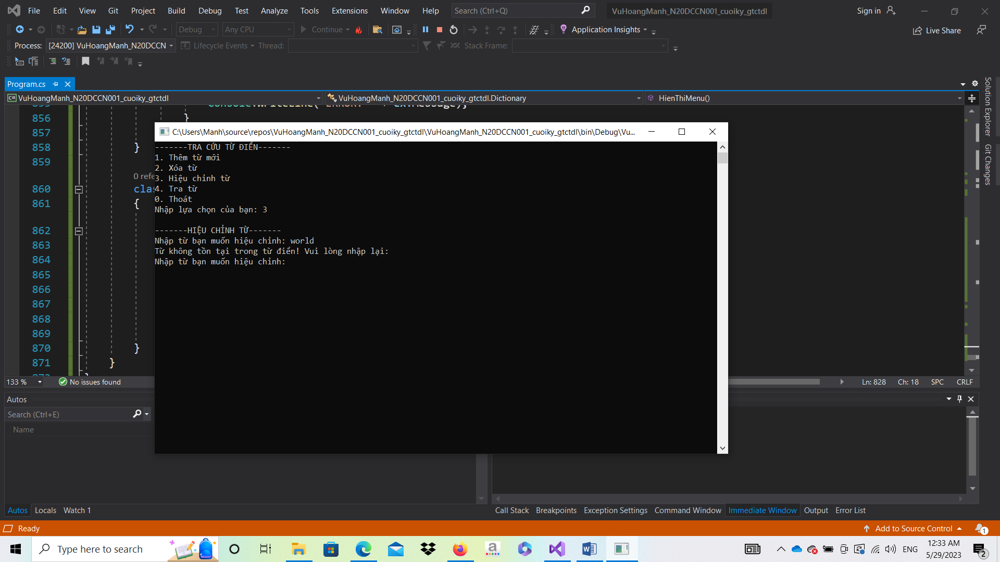 File Edit View Git Project Build Debug Test Analyze Tools Extensions Window Help Search (Ctrl+Q) VuHoangManh_N20DCCN001_cuoiky_gtctdl Sign in
Debug Any CPU Continue Application Insights Live Share
Process: [24200] VuHoangManh_N20DCCN Lifecycle Events Thread: Stack Frame:
Program.cs
VuHoangManh_N20DCCN001_cuoiky_gtctdl VuHoangManh_N20DCCN001_cuoiky_gtctdl.Dictionary HienThiMenu()
Solution Explorer
Git Changes
856 }
857
858 }
859
0 refe
860 clas
861 {
862
863
864
865
866
867
868
869
870 }
871 }
C:\Users\Manh\source\repos\VuHoangManh_N20DCCN001_cuoiky_gtctdl\VuHoangManh_N20DCCN001_cuoiky_gtctdl\bin\Debug\Vu...
-------TRA CỨU TỪ ĐIỂN-------
1. Thêm từ mới
2. Xóa từ
3. Hiệu chỉnh từ
4. Tra từ
0. Thoát
Nhập lựa chọn của bạn: 3
-------HIỆU CHỈNH TỪ-------
Nhập từ bạn muốn hiệu chỉnh: world
Từ không tồn tại trong từ điển! Vui lòng nhập lại:
Nhập từ bạn muốn hiệu chỉnh:
133 % No issues found Ln: 828 Ch: 18 SPC CRLF
Autos
Search (Ctrl+E)
Name
Autos Locals Watch 1 Call Stack Breakpoints Exception Settings Command Window Immediate Window Output Error List
Ready Add to Source Control 1
Type here to search ENG 12:33 AM
5/29/2023 2